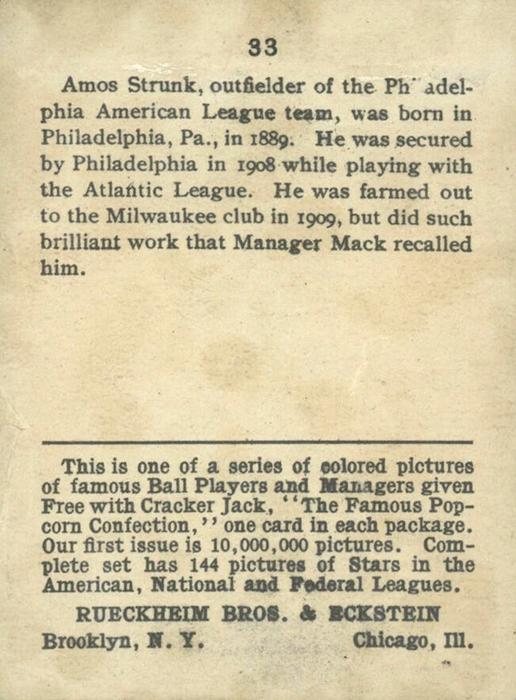 33
Amos Strunk, outfielder of the Ph adel-
phia American League team, was born in
Philadelphia, Pa., in 1889. He was secured
by Philadelphia in 1908 while playing with
the Atlantic League. He was farmed out
to the Milwaukee club in 1909, but did such
brilliant work that Manager Mack recalled
him.
This is one of a series of colored pictures
of famous Ball Players and Managers given
Free with Cracker Jack, "The Famous Pop-
corn Confection," one card in each package.
Our first issue is 10,000,000 pictures. Com-
plete set has 144 pictures of Stars in the
American, National and Federal Leagues.
RUECKHEIM BROS. & ECKSTEIN
Brooklyn, N. Y. Chicago, Ill.